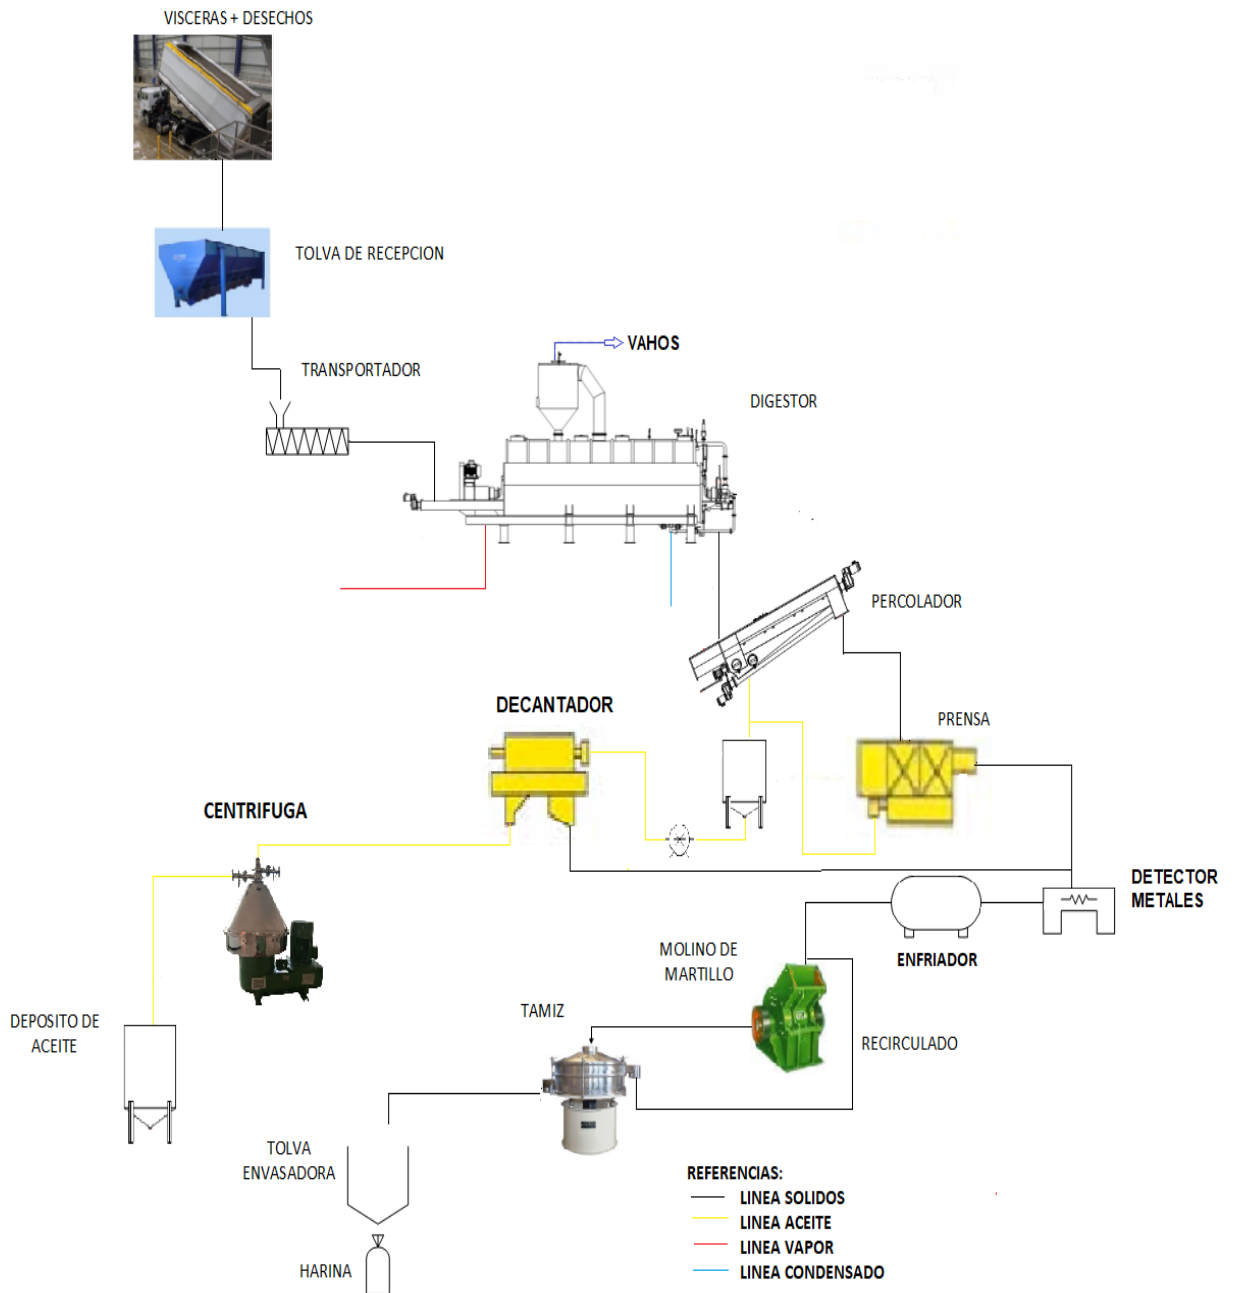 VISCERAS + DESECHOS
TOLVA DE RECEPCION
VAHOS
TRANSPORTADOR
DIGESTOR
PERCOLADOR
DECANTADOR
PRENSA
CENTRIFUGA
DETECTOR
METALES
ENFRIADOR
MOLINO DE
MARTILLO
TAMIZ
RECIRCULADO
DEPOSITO DE
ACEITE
TOLVA
ENVASADORA
HARINA
REFERENCIAS:
LINEA SOLIDOS
LINEA ACEITE
LINEA VAPOR
LINEA CONDENSADO